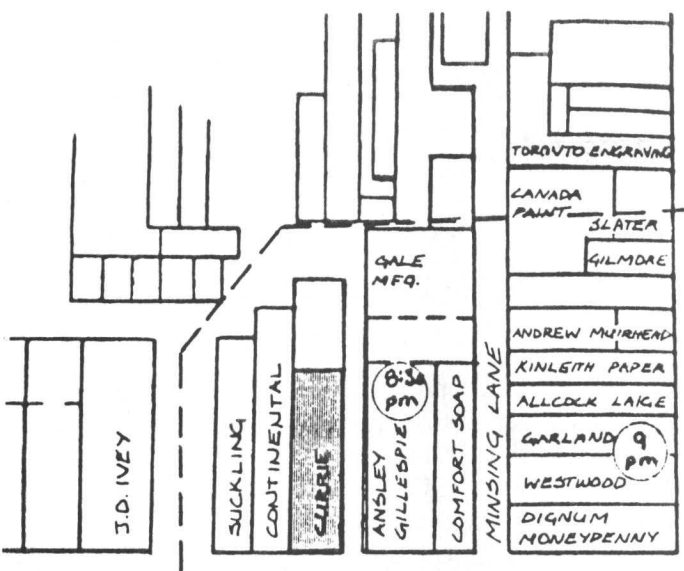 TORONTO ENGRAVING
CANADA
PAINT
SLATER
GILMORE
GALE
MFG.
ANDREW MUIRHEAD
KINLEITH PAPER
ALLCOCK LAIGE
GARLAND
9
pm
WESTWOOD
DIGNUM
MONEYPENNY
8:30
pm
J.D. IVEY
SUCKLING
CONTINENTAL
CURRIE
ANSLEY
GILLESPIE
COMFORT SOAP
MINSING LANE